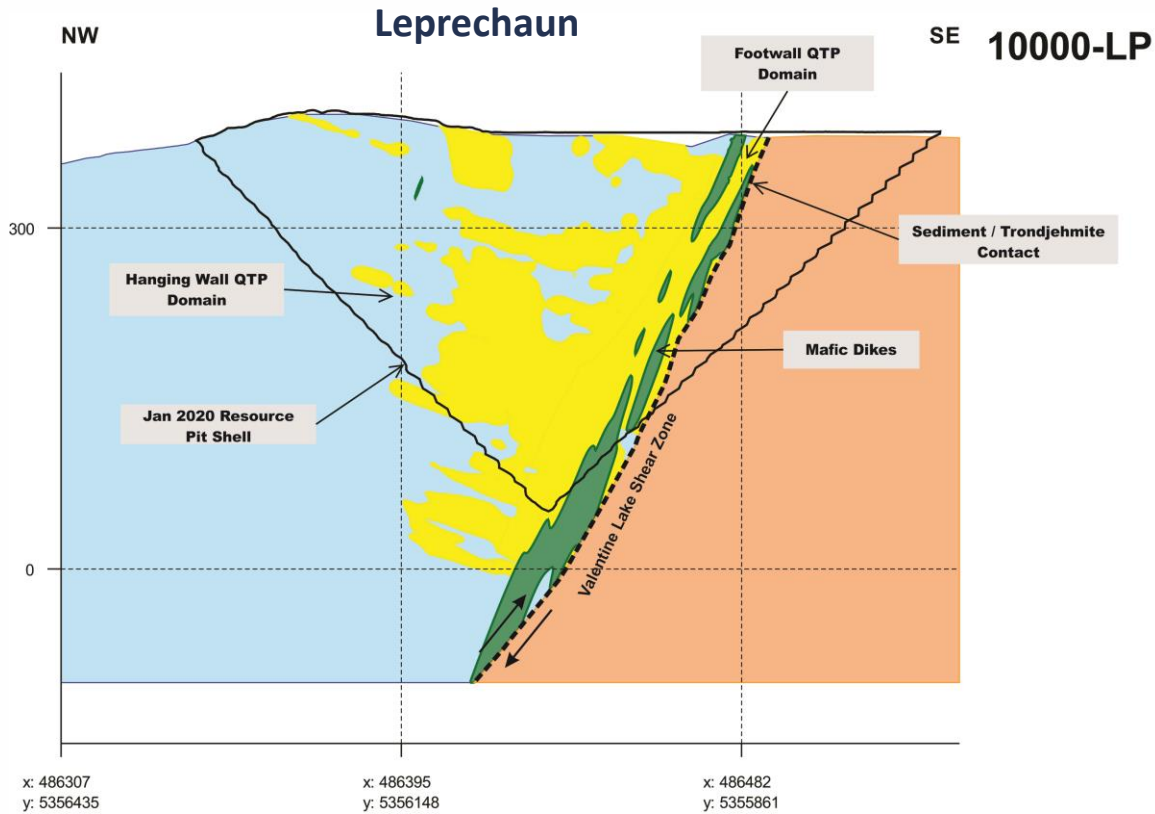 Leprechaun
NW
SE
10000-LP
Footwall QTP
Domain
Sediment / Trondjehmite
Contact
300
Hanging Wall QTP
Domain
Mafic Dikes
Jan 2020 Resource
Pit Shell
Valentine Lake Shear Zone
0
x: 486307
y: 5356435
x: 486395
y: 5356148
x: 486482
y: 5355861